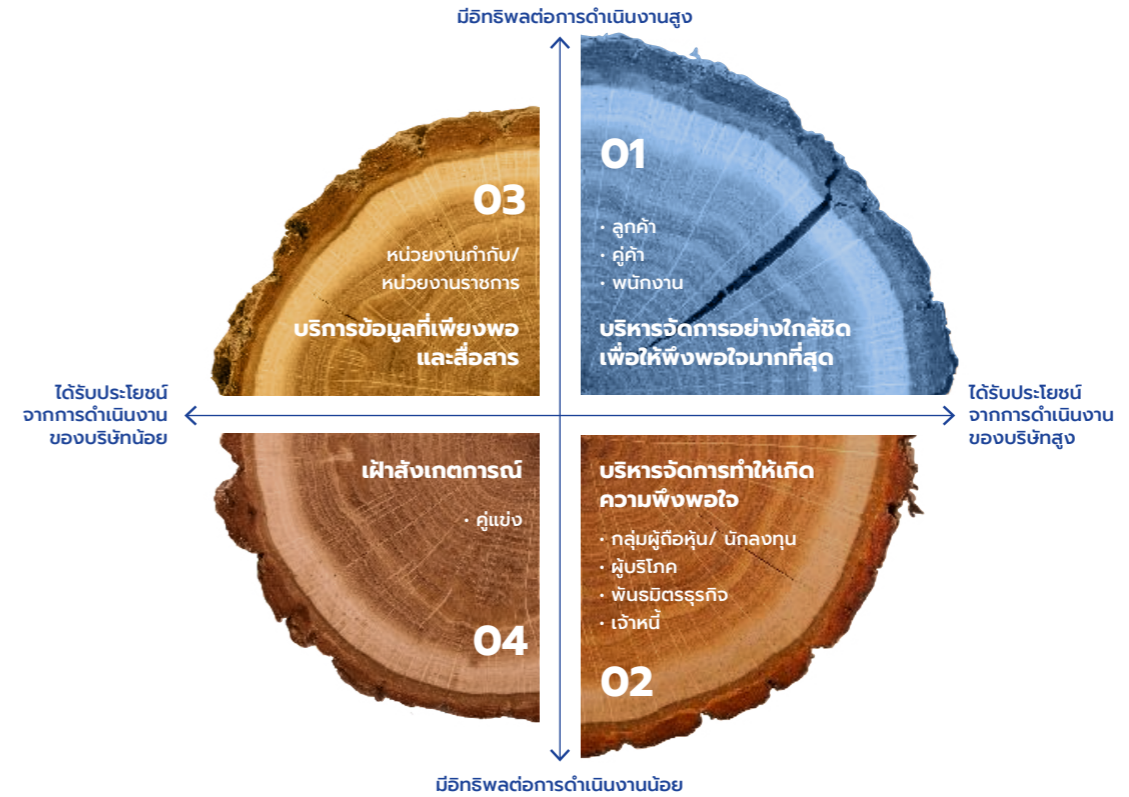 มีอิทธิพลต่อการดำเนินงานสูง
01
• ลูกค้า
• คู่ค้า
• พนักงาน
บริหารจัดการอย่างใกล้ชิด
เพื่อให้พึงพอใจมากที่สุด
03
หน่วยงานกำกับ/
หน่วยงานราชการ
บริการข้อมูลที่เพียงพอ
และสื่อสาร
ได้รับประโยชน์
จากการดำเนินงาน
ของบริษัทน้อย
ได้รับประโยชน์
จากการดำเนินงาน
ของบริษัทสูง
เฝ้าสังเกตการณ์
• คู่แข่ง
04
บริหารจัดการทำให้เกิด
ความพึงพอใจ
• กลุ่มผู้ถือหุ้น/ นักลงทุน
• ผู้บริโภค
• พันธมิตรธุรกิจ
• เจ้าหนี้
02
มีอิทธิพลต่อการดำเนินงานน้อย